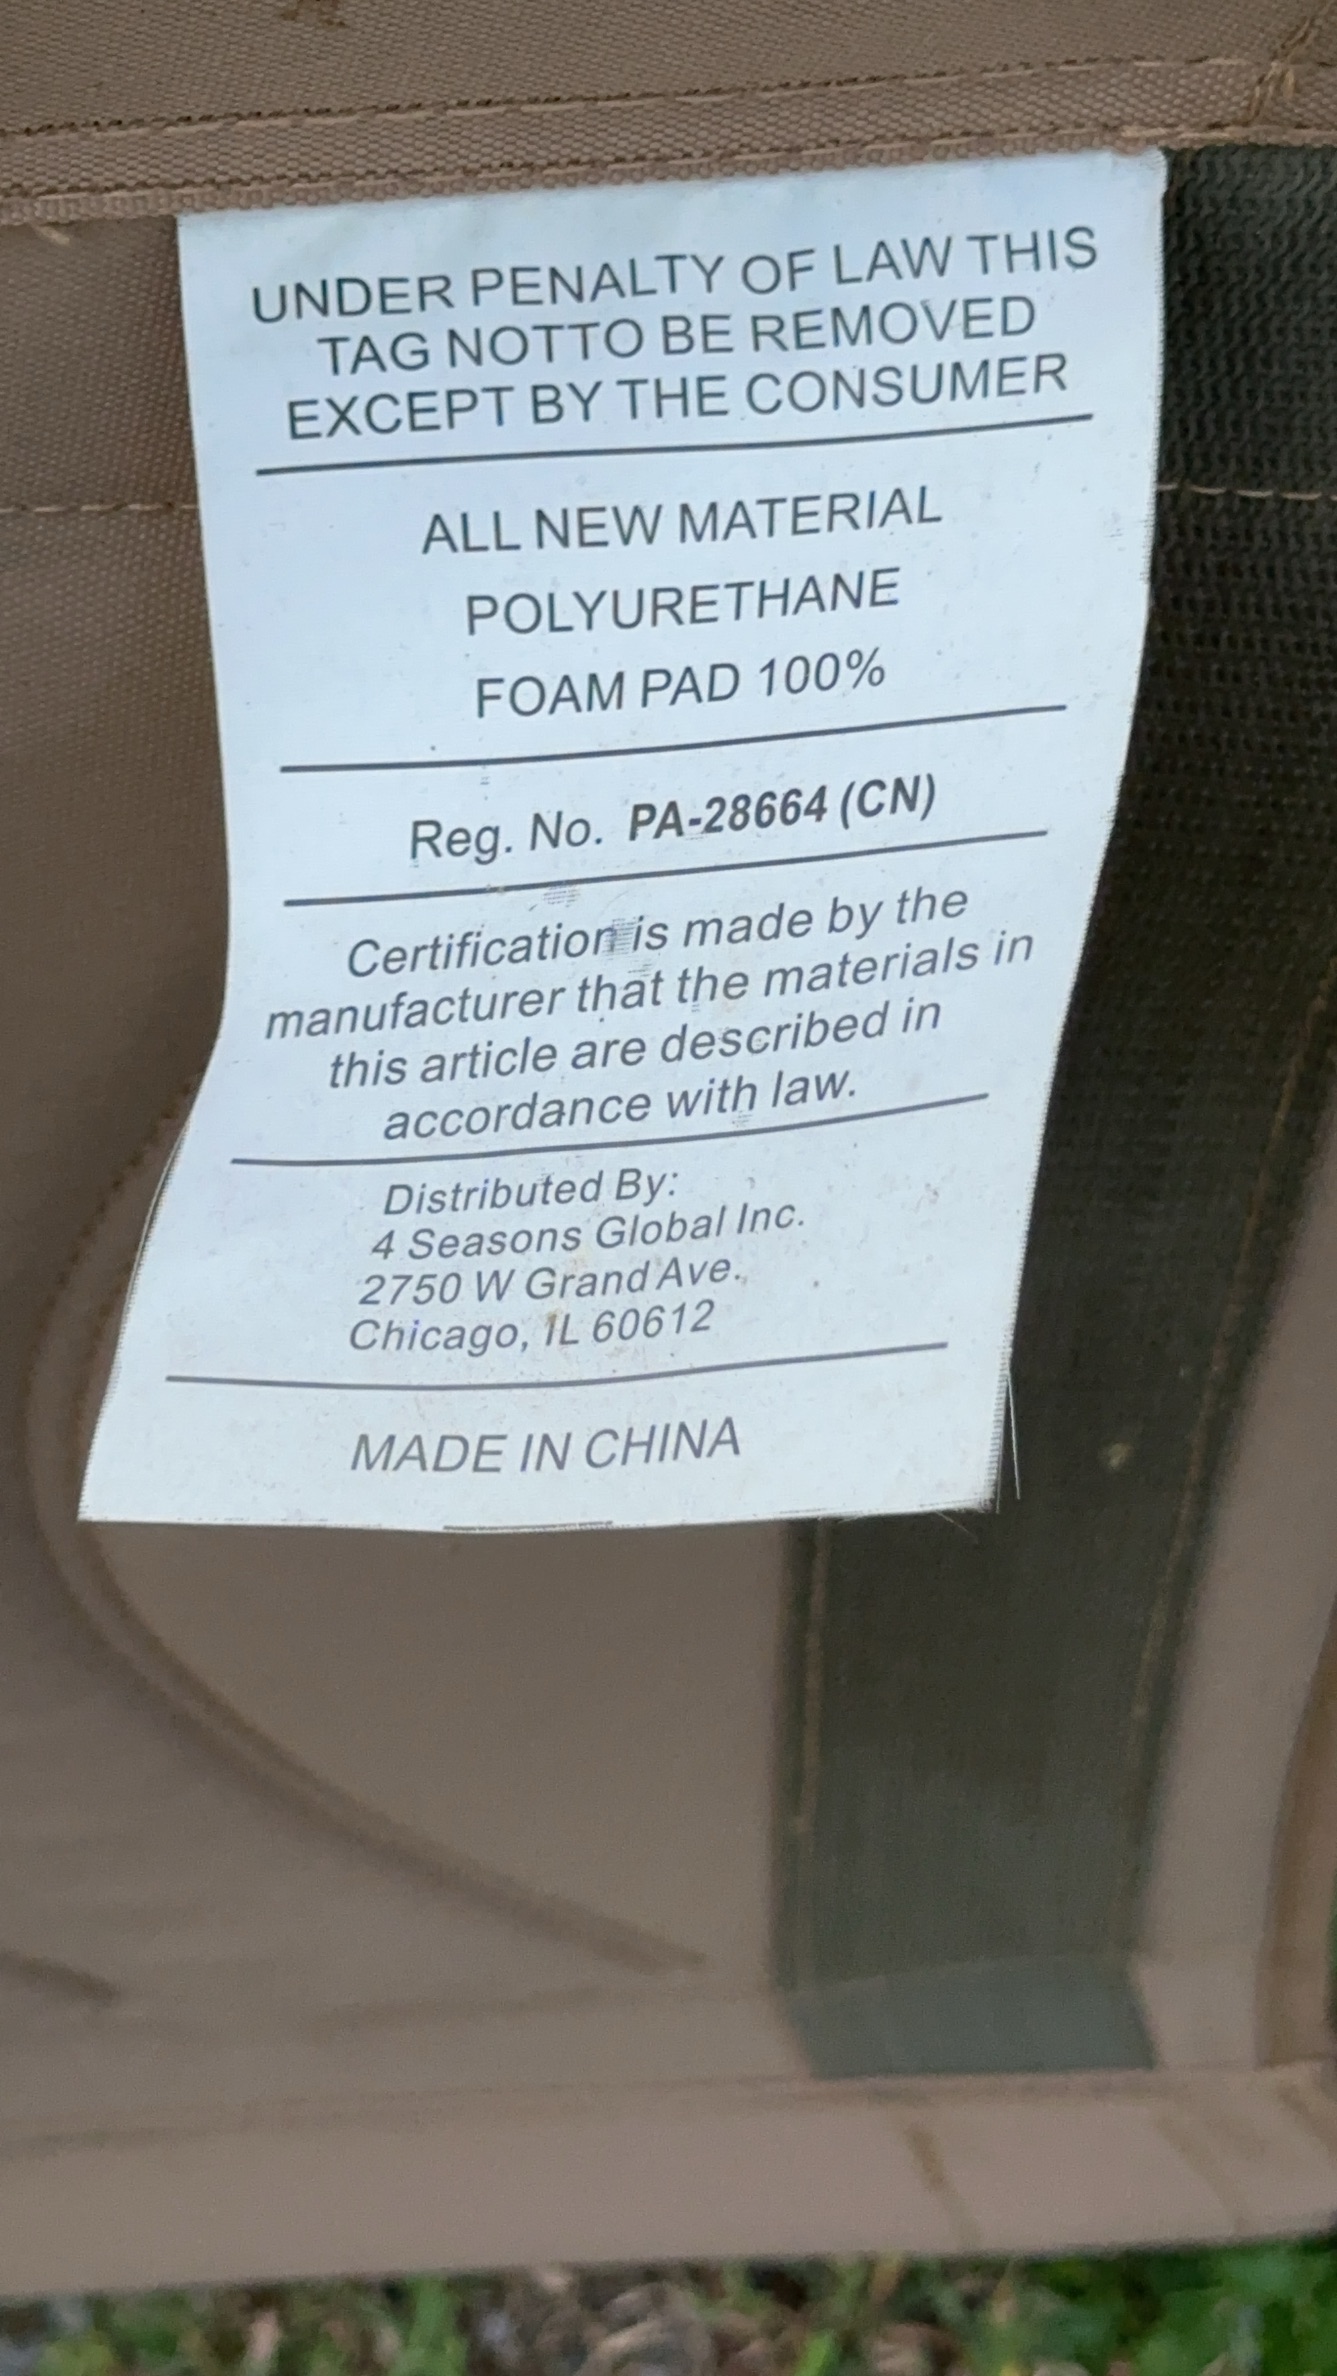 UNDER PENALTY OF LAW THIS
TAG NOTTO BE REMOVED
EXCEPT BY THE CONSUMER
ALL NEW MATERIAL
POLYURETHANE
FOAM PAD 100%
Reg. No. PA-28664 (CN)
Certification is made by the
manufacturer that the materials in
this article are described in
accordance with law.
Distributed By:
4 Seasons Global Inc.
2750 W Grand Ave.
Chicago, IL 60612
MADE IN CHINA